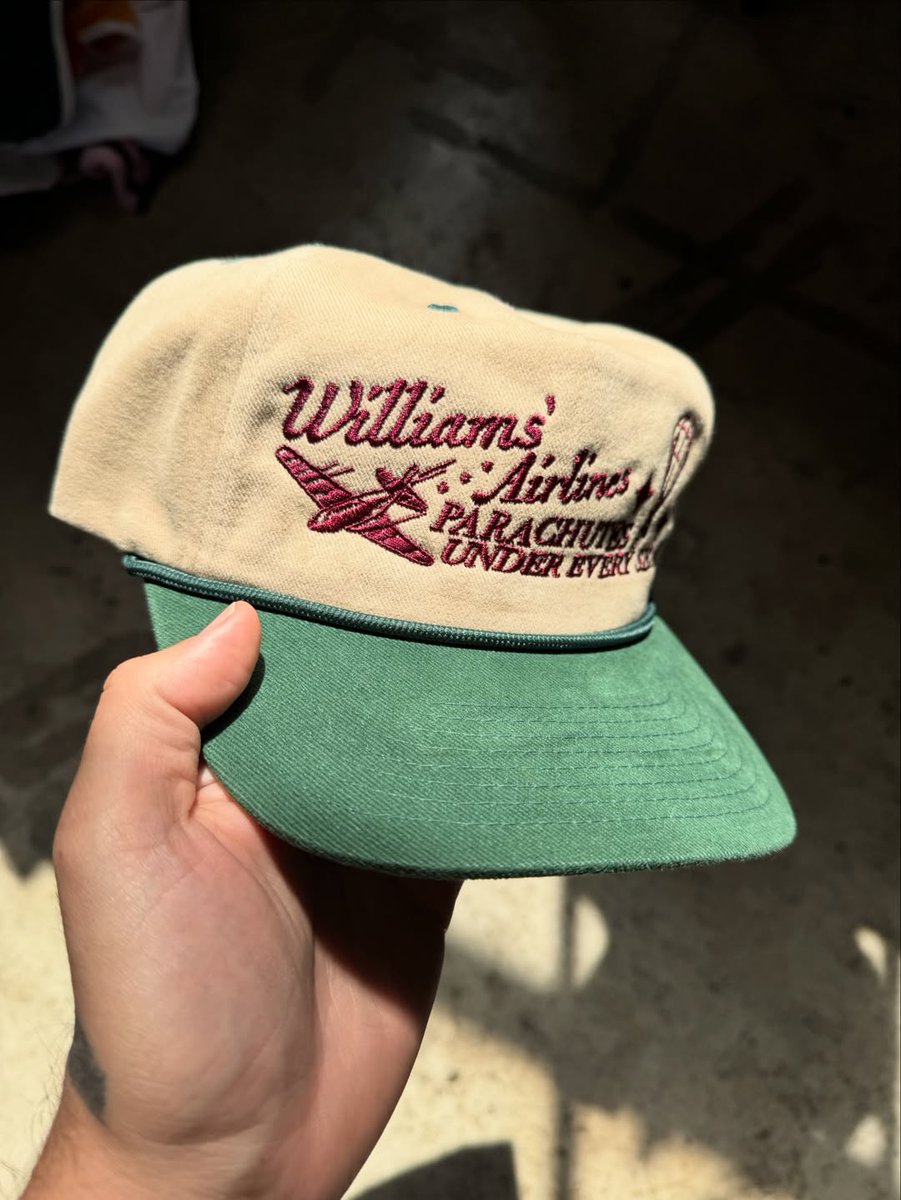 Williams'
Airlines
PARACHUTES
UNDER EVERY